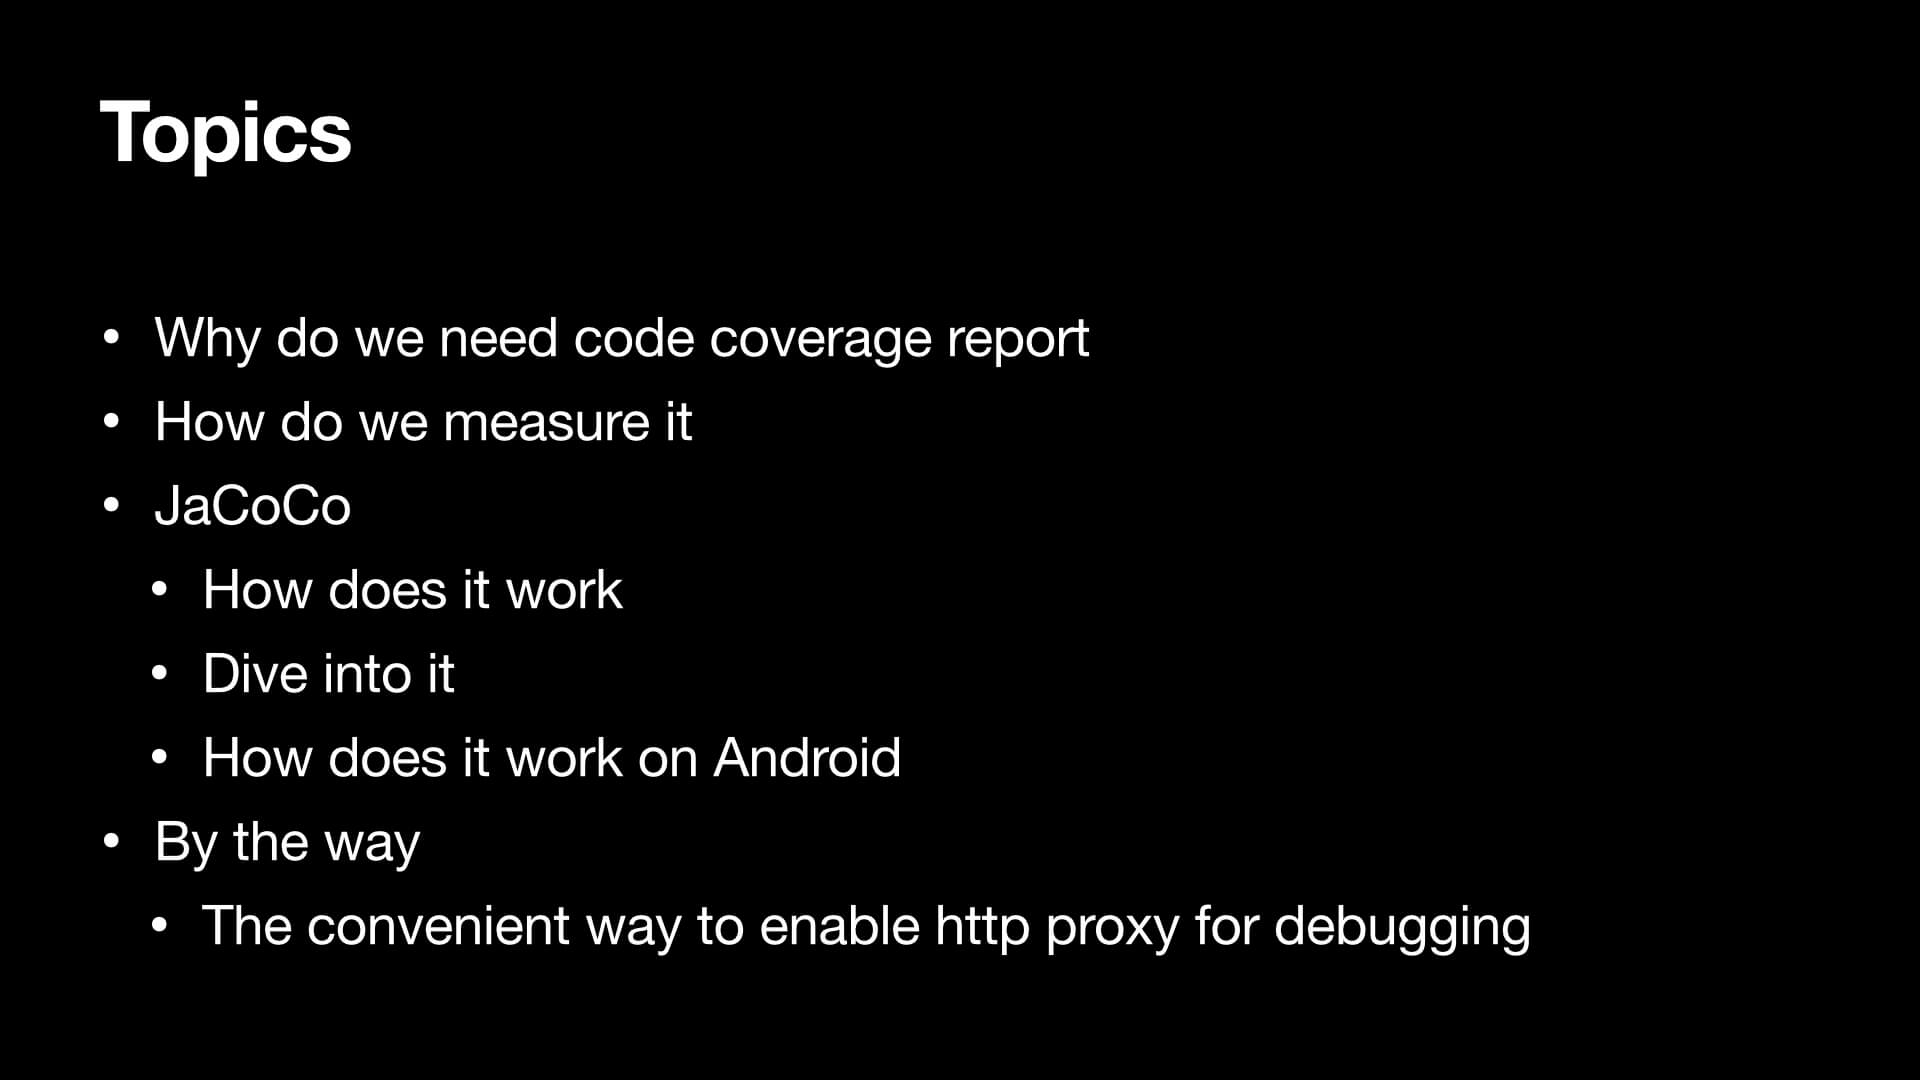 Topics
• Why do we need code coverage report
• How do we measure it
• JaCoCo
• How does it work
• Dive into it
• How does it work on Android
• By the way
• The convenient way to enable http proxy for debugging